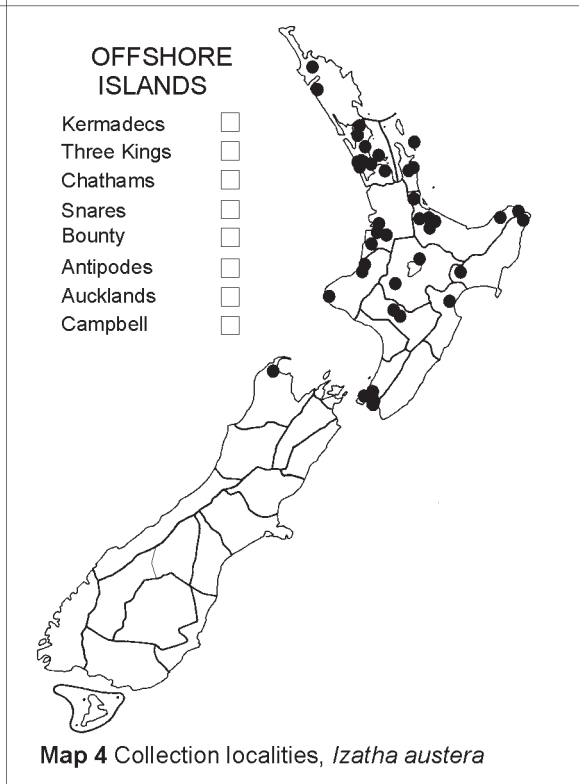 OFFSHORE
ISLANDS
Kermadecs
Three Kings
Chathams
Snares
Bounty
Antipodes
Aucklands
Campbell
Map 4 Collection localities, Izatha austera